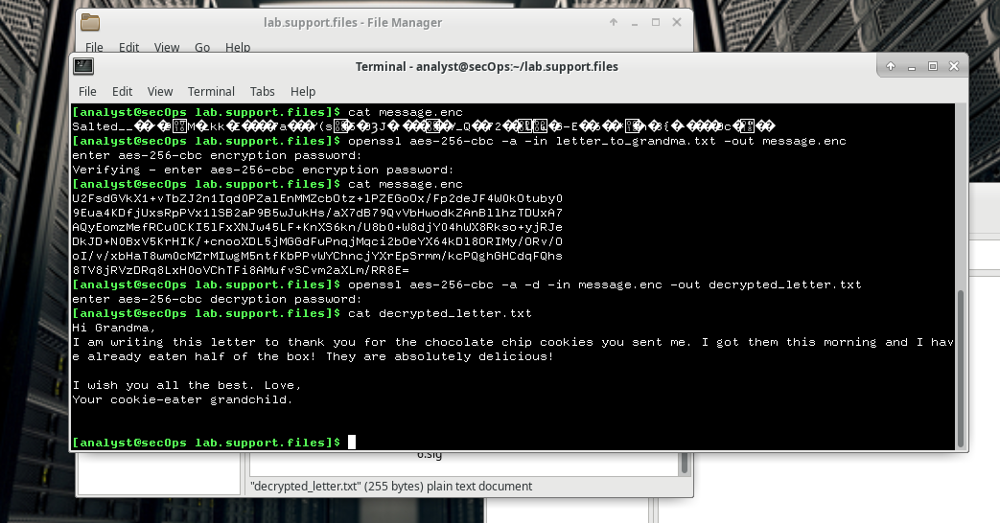 lab.support.files - File Manager
File Edit View Go Help
Terminal - analyst@secOps:~/lab.support.files
File Edit View Terminal Tabs Help
[analyst@secOps lab.support.files]$ cat message.enc
Salted__
[analyst@secOps lab.support.files]$ openssl aes-256-cbc -a -in letter_to_grandma.txt -out message.enc
enter aes-256-cbc encryption password:
Verifying - enter aes-256-cbc encryption password:
[analyst@secOps lab.support.files]$ cat message.enc
U2FsdGVkX1+vTbZJ2n1Iqd0PZalEnMMZcbOtz+lPZEGoOx/Fp2deJF4W0kOtuby0
9Eua4KDfjUxsRpPVx1lSB2aP9B5wJukHs/aX7dB79QvVbHwodkZAnBllhzTDUxA7
AQyEomzMefRCu0CKI5lFxXNJw45LF+KnXS6kn/U8b0+W8djY04hWX8Rkso+yjRJe
DkJD+N0BxV5KrHIK/+cnooXDL5jMGGdFuPnqjMqci2bOeYX64kDl8ORIMy/ORv/O
oI/v/xbHaT8wm0cMZrMIwgM5ntfKbPPvWYChncjYXrEpSrmm/kcPQghGHCdqFQhs
8TV8jRVzDRq8LxH0oVChTFi8AMufvSCvm2aXLm/RR8E=
[analyst@secOps lab.support.files]$ openssl aes-256-cbc -a -d -in message.enc -out decrypted_letter.txt
enter aes-256-cbc decryption password:
[analyst@secOps lab.support.files]$ cat decrypted_letter.txt
Hi Grandma,
I am writing this letter to thank you for the chocolate chip cookies you sent me. I got them this morning and I hav
e already eaten half of the box! They are absolutely delicious!
I wish you all the best. Love,
Your cookie-eater grandchild.
[analyst@secOps lab.support.files]$
"decrypted_letter.txt" (255 bytes) plain text document